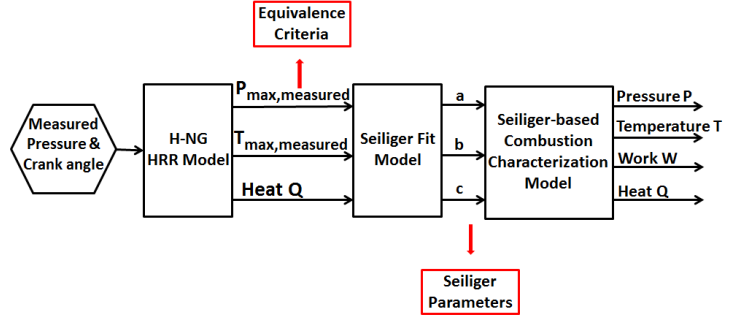 Equivalence
Criteria
Measured
Pressure &
Crank angle
H-NG
HRR Model
Pmax,measured
Tmax,measured
Heat Q
Seiliger Fit
Model
a
b
c
Seiliger-based
Combustion
Characterization
Model
Pressure P
Temperature T
Work W
Heat Q
Seiliger
Parameters